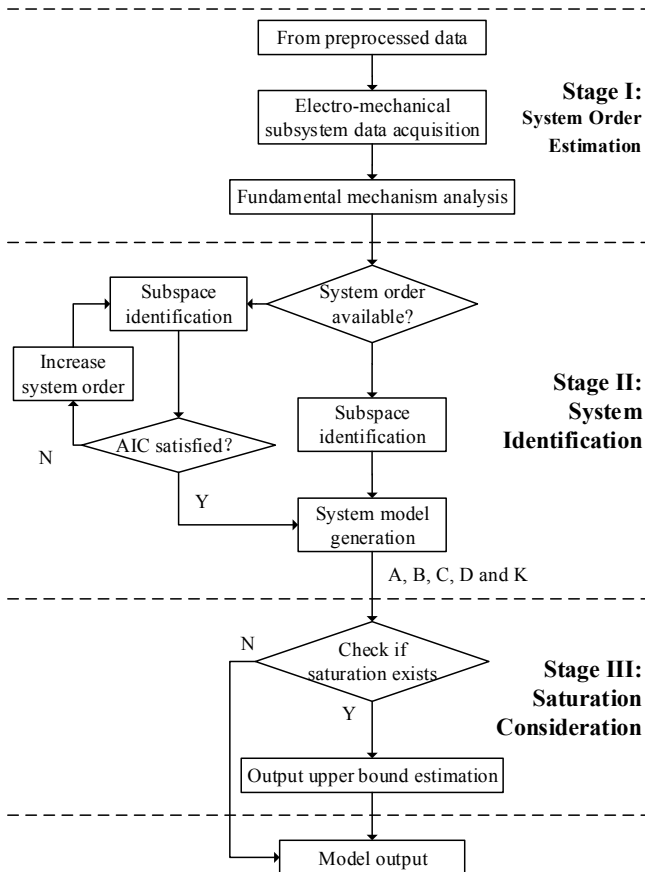 From preprocessed data
Electro-mechanical
subsystem data acquisition
Fundamental mechanism analysis
Stage I:
System Order
Estimation
System order
available?
Subspace
identification
Increase
system order
AIC satisfied?
N
Y
Subspace
identification
System model
generation
A, B, C, D and K
Stage II:
System
Identification
Check if
saturation exists
N
Y
Output upper bound estimation
Stage III:
Saturation
Consideration
Model output